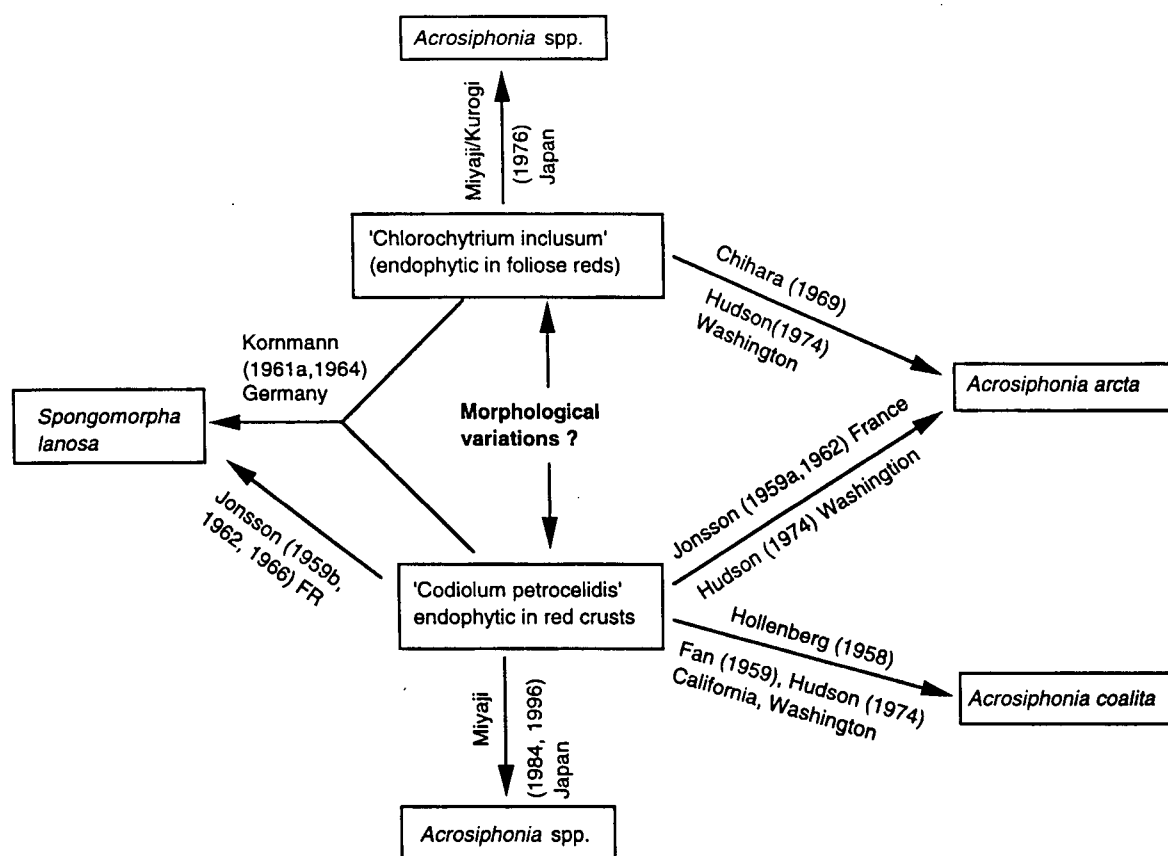 Acrosiphonia spp.
Miyaji/Kurogi
(1976)
Japan
'Chlorochytrium inclusum'
(endophytic in foliose reds)
Chihara (1969)
Hudson(1974)
Washington
Kornmann
(1961a,1964)
Germany
Spongomorpha
lanosa
Morphological
variations ?
Acrosiphonia arcta
Jonsson (1959a,1962) France
Hudson (1974) Washingtion
Jonsson (1959b,
1962, 1966) FR
'Codiolum petrocelidis'
endophytic in red crusts
Hollenberg (1958)
Fan (1959), Hudson (1974)
California, Washington
Acrosiphonia coalita
Miyaji
(1984, 1996)
Japan
Acrosiphonia spp.